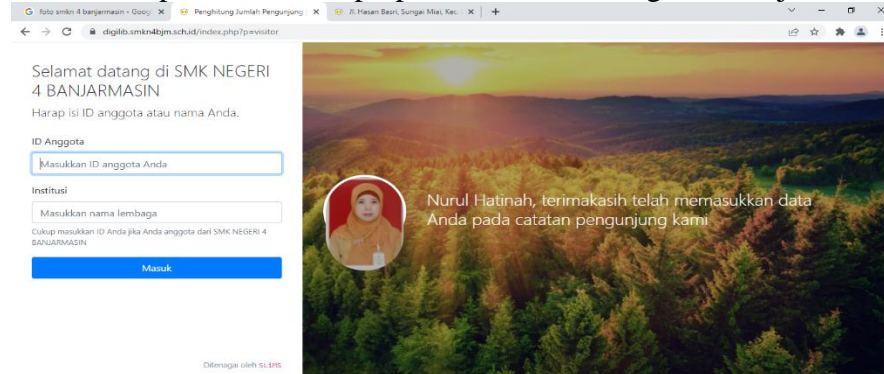 foto smkn 4 banjarmasin - Goog
Penghitung Jumlah Pengunjung
Jl. Hasan Basri, Sungai Miai, Kec.
digilib.smkn4bjm.sch.id/index.php?p=visitor
Selamat datang di SMK NEGERI
4 BANJARMASIN
Harap isi ID anggota atau nama Anda.
ID Anggota
Masukkan ID anggota Anda
Institusi
Masukkan nama lembaga
Cukup masukkan ID Anda jika Anda anggota dari SMK NEGERI 4
BANJARMASIN
Masuk
Nurul Hatinah, terimakasih telah memasukkan data
Anda pada catatan pengunjung kami
Ditenagai oleh SLiMS